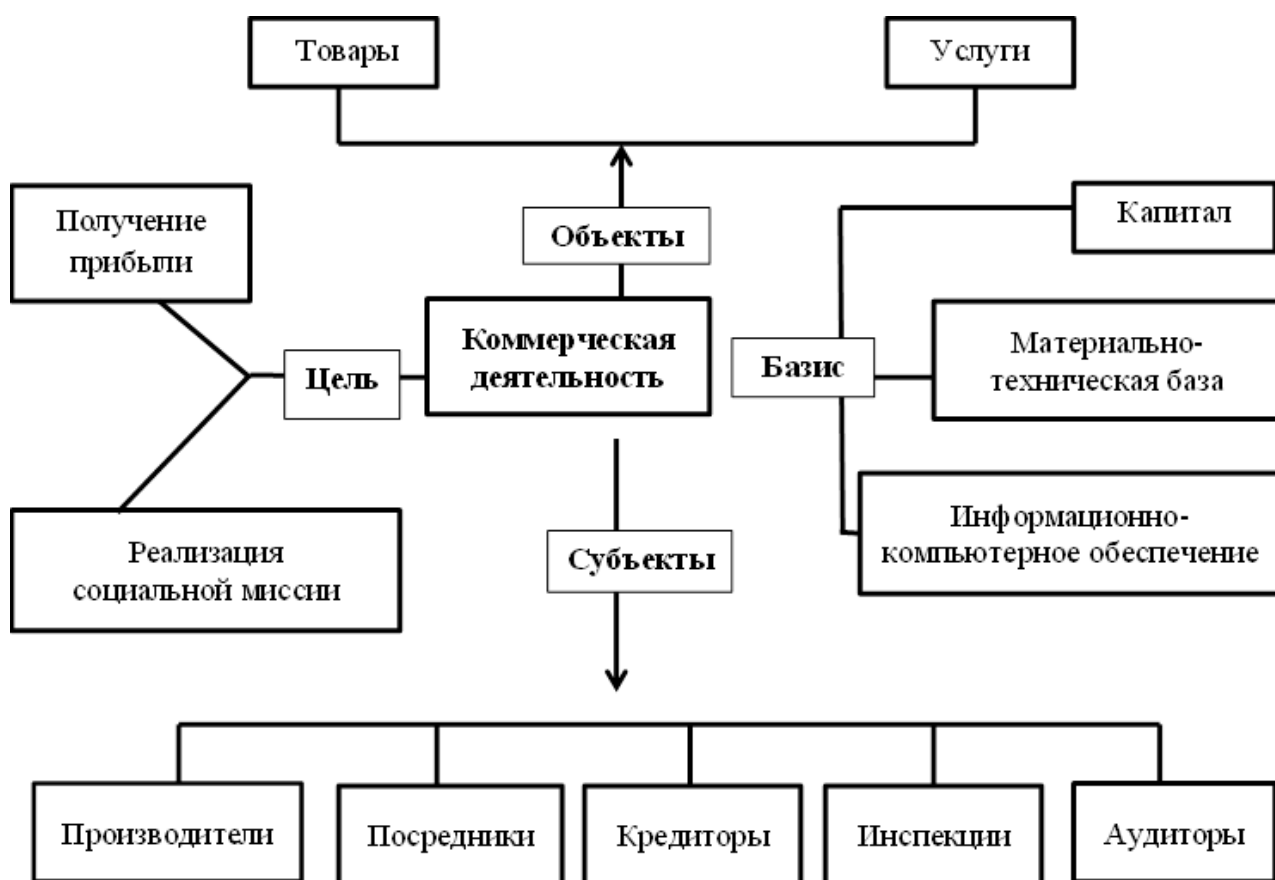 Товары
Услуги
Получение
прибыли
Объекты
Капитал
Коммерческая
деятельность
Цель
Базис
Материально-
техническая база
Реализация
социальной миссии
Субъекты
Информационно-
компьютерное обеспечение
Производители
Посредники
Кредиторы
Инспекции
Аудиторы